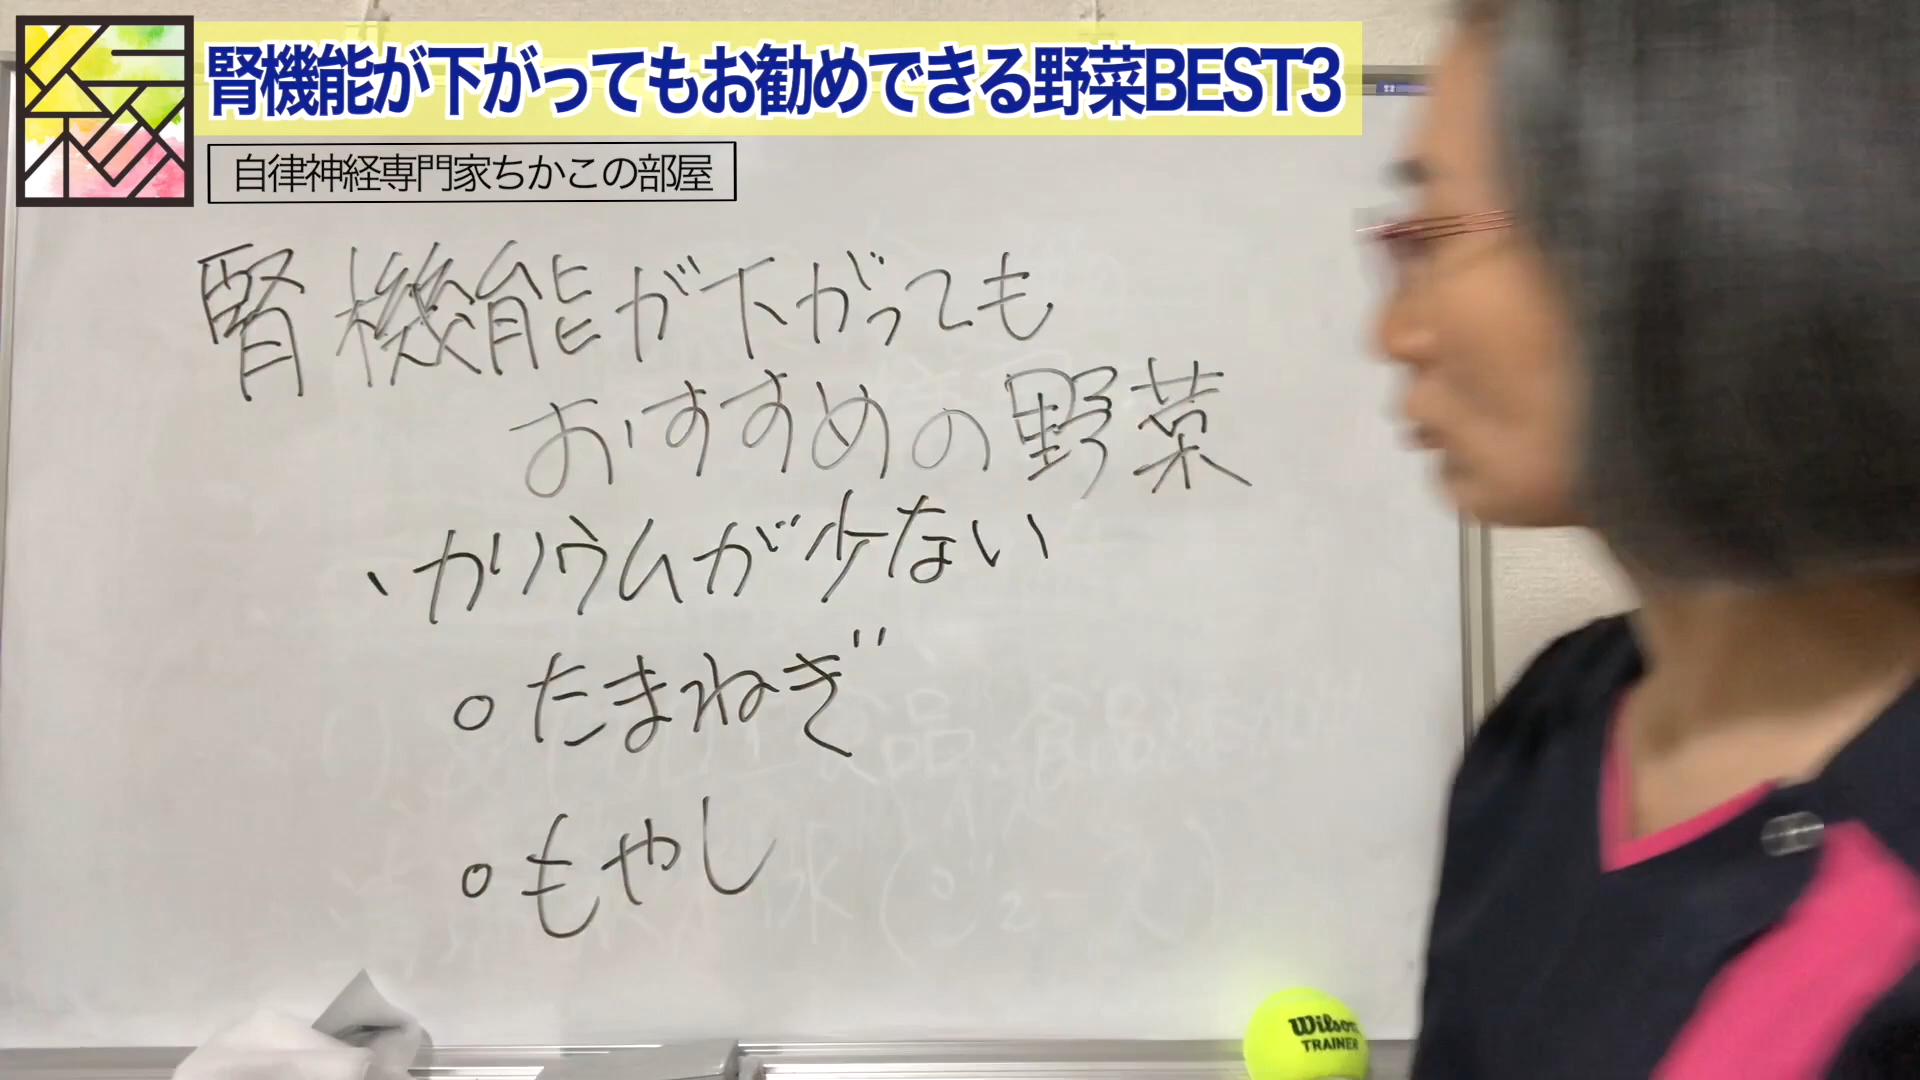 腎機能が下がってもお勧めできる野菜BEST3
自律神経専門家ちかこの部屋
腎機能が下がっても
おすすめの野菜
・カリウムが少ない
○たまねぎ
○もやし
Wilson
TRAINER